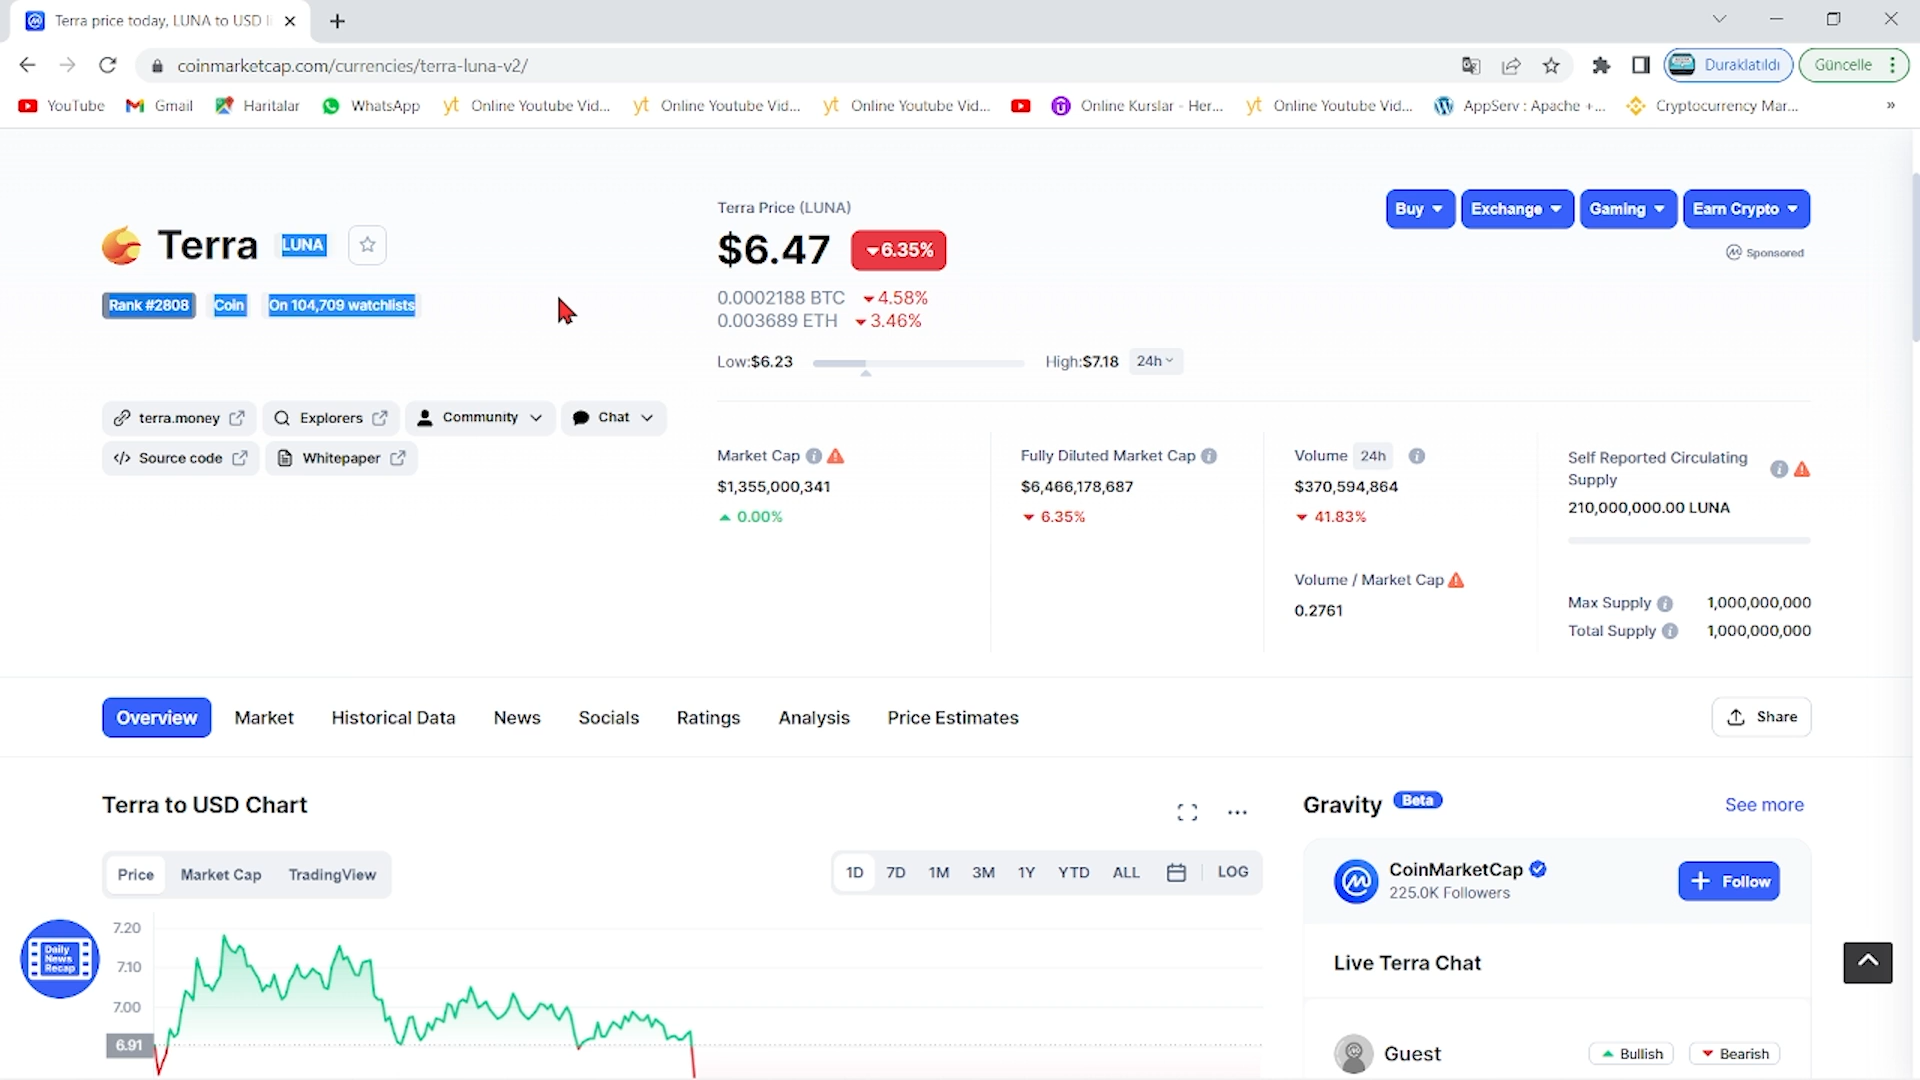 Terra price today, LUNA to USD
coinmarketcap.com/currencies/terra-luna-v2/
Duraklatıldı
Güncelle
YouTube
Gmail
Haritalar
WhatsApp
yt Online Youtube Vid...
yt Online Youtube Vid...
yt Online Youtube Vid...
Online Kurslar - Her...
yt Online Youtube Vid...
AppServ : Apache +...
Cryptocurrency Mar...
»
Terra LUNA
Rank #2808 Coin On 104,709 watchlists
terra.money Explorers Community Chat
Source code Whitepaper
Terra Price (LUNA)
$6.47 6.35%
0.0002188 BTC 4.58%
0.003689 ETH 3.46%
Low:$6.23 High:$7.18 24h
Buy Exchange Gaming Earn Crypto
Sponsored
Market Cap
$1,355,000,341
0.00%
Fully Diluted Market Cap
$6,466,178,687
6.35%
Volume 24h
$370,594,864
41.83%
Volume / Market Cap
0.2761
Self Reported Circulating
Supply
210,000,000.00 LUNA
Max Supply 1,000,000,000
Total Supply 1,000,000,000
Overview Market Historical Data News Socials Ratings Analysis Price Estimates
Share
Terra to USD Chart
Price Market Cap TradingView
1D 7D 1M 3M 1Y YTD ALL LOG
7.20
7.10
7.00
6.91
Daily
News
Recap
Gravity Beta
See more
CoinMarketCap
225.0K Followers
+ Follow
Live Terra Chat
Guest
Bullish
Bearish